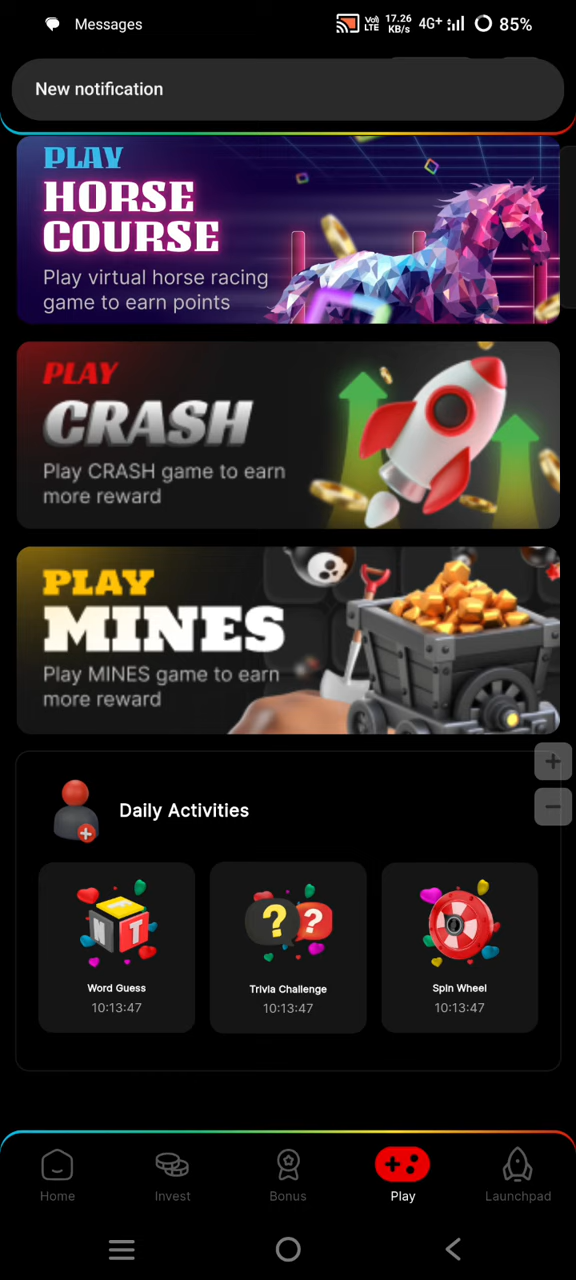 Messages
Vo)
LTE
17.26
KB/s
4G+
85%
New notification
PLAY
HORSE
COURSE
Play virtual horse racing
game to earn points
PLAY
CRASH
Play CRASH game to earn
more reward
PLAY
MINES
Play MINES game to earn
more reward
Daily Activities
N T T
? ?
Word Guess
Trivia Challenge
Spin Wheel
10:13:47
10:13:47
10:13:47
Home
Invest
Bonus
Play
Launchpad